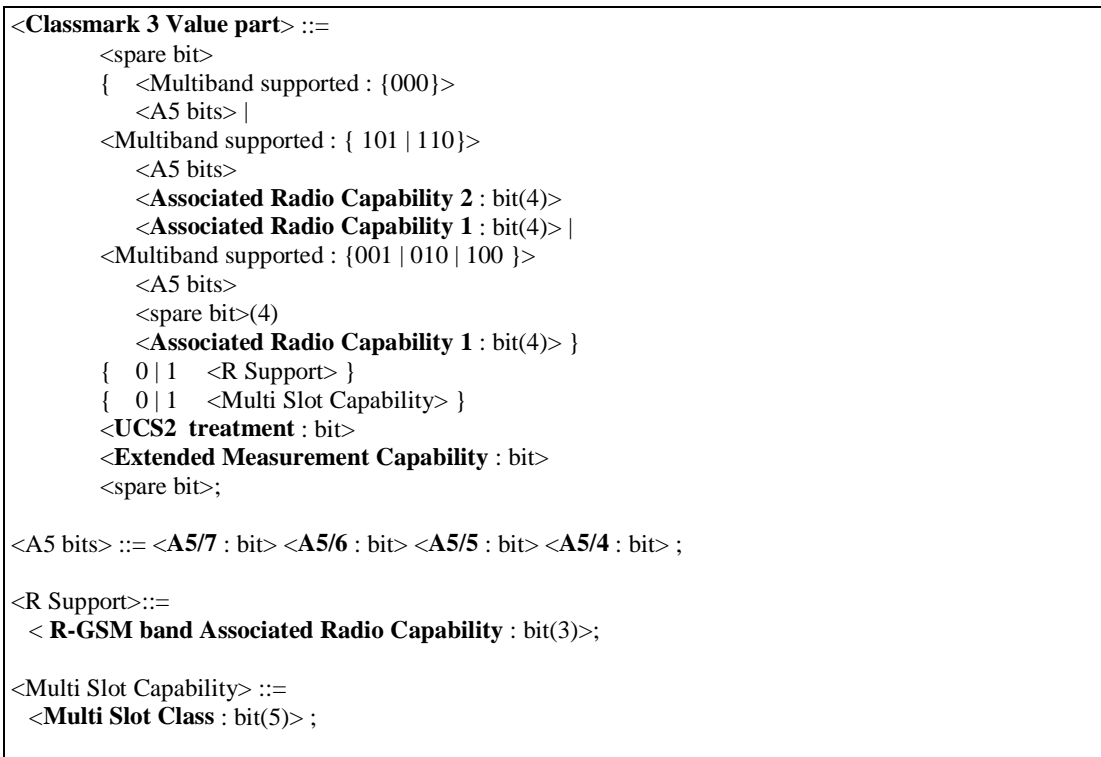 <Classmark 3 Value part> ::=
<spare bit>
{ <Multiband supported : {000}>
<A5 bits> |
<Multiband supported : { 101 | 110}>
<A5 bits>
<Associated Radio Capability 2 : bit(4)>
<Associated Radio Capability 1 : bit(4)> |
<Multiband supported : {001 | 010 | 100 }>
<A5 bits>
<spare bit>(4)
<Associated Radio Capability 1 : bit(4)> }
{ 0 | 1 <R Support> }
{ 0 | 1 <Multi Slot Capability> }
<UCS2 treatment : bit>
<Extended Measurement Capability : bit>
<spare bit>;
<A5 bits> ::= <A5/7 : bit> <A5/6 : bit> <A5/5 : bit> <A5/4 : bit> ;
<R Support>::=
< R-GSM band Associated Radio Capability : bit(3)>;
<Multi Slot Capability> ::=
<Multi Slot Class : bit(5)> ;